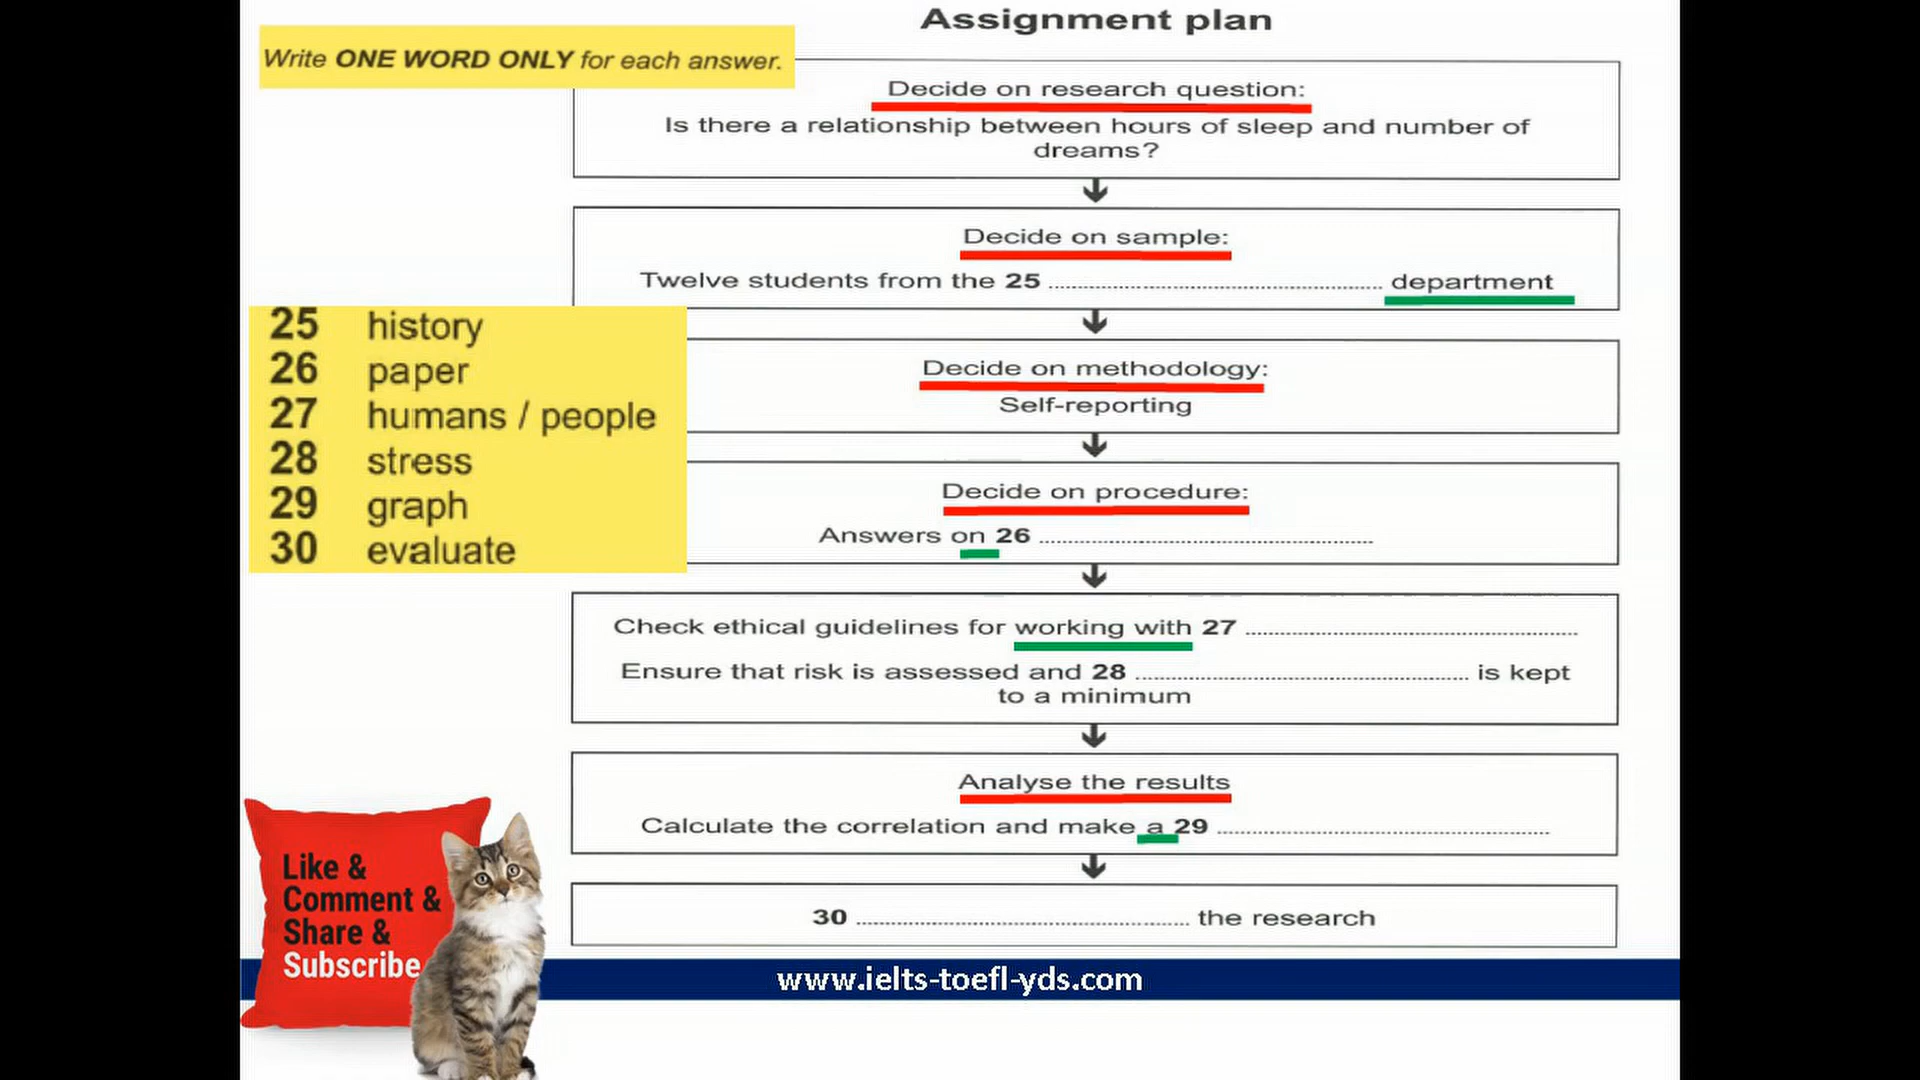 Assignment plan
Write ONE WORD ONLY for each answer.
Decide on research question:
Is there a relationship between hours of sleep and number of
dreams?
Decide on sample:
Twelve students from the 25 ................................................ department
Decide on methodology:
Self-reporting
Decide on procedure:
Answers on 26 ................................................
Check ethical guidelines for working with 27 ................................................
Ensure that risk is assessed and 28 ................................................ is kept
to a minimum
Analyse the results
Calculate the correlation and make a 29 ................................................
30 ................................................ the research
25 history
26 paper
27 humans / people
28 stress
29 graph
30 evaluate
Like &
Comment &
Share &
Subscribe
www.ielts-toefl-yds.com